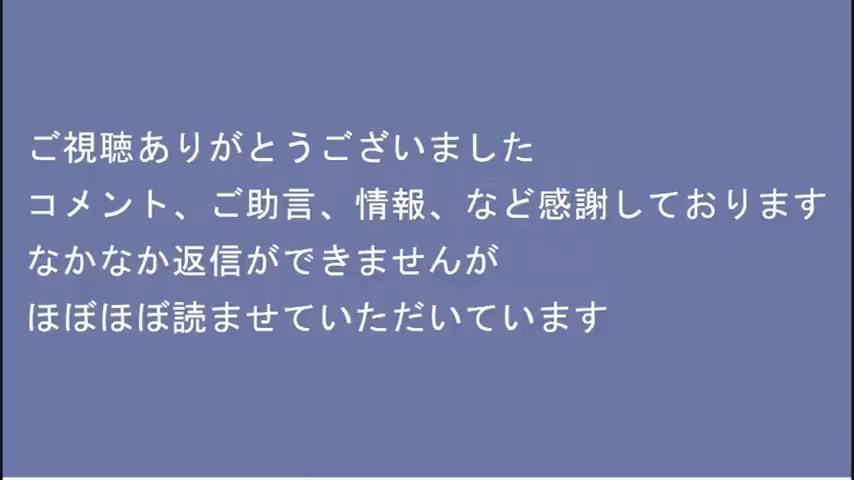 ご視聴ありがとうございました
コメント、ご助言、情報、など感謝しております
なかなか返信ができませんが
ほぼほぼ読ませていただいています